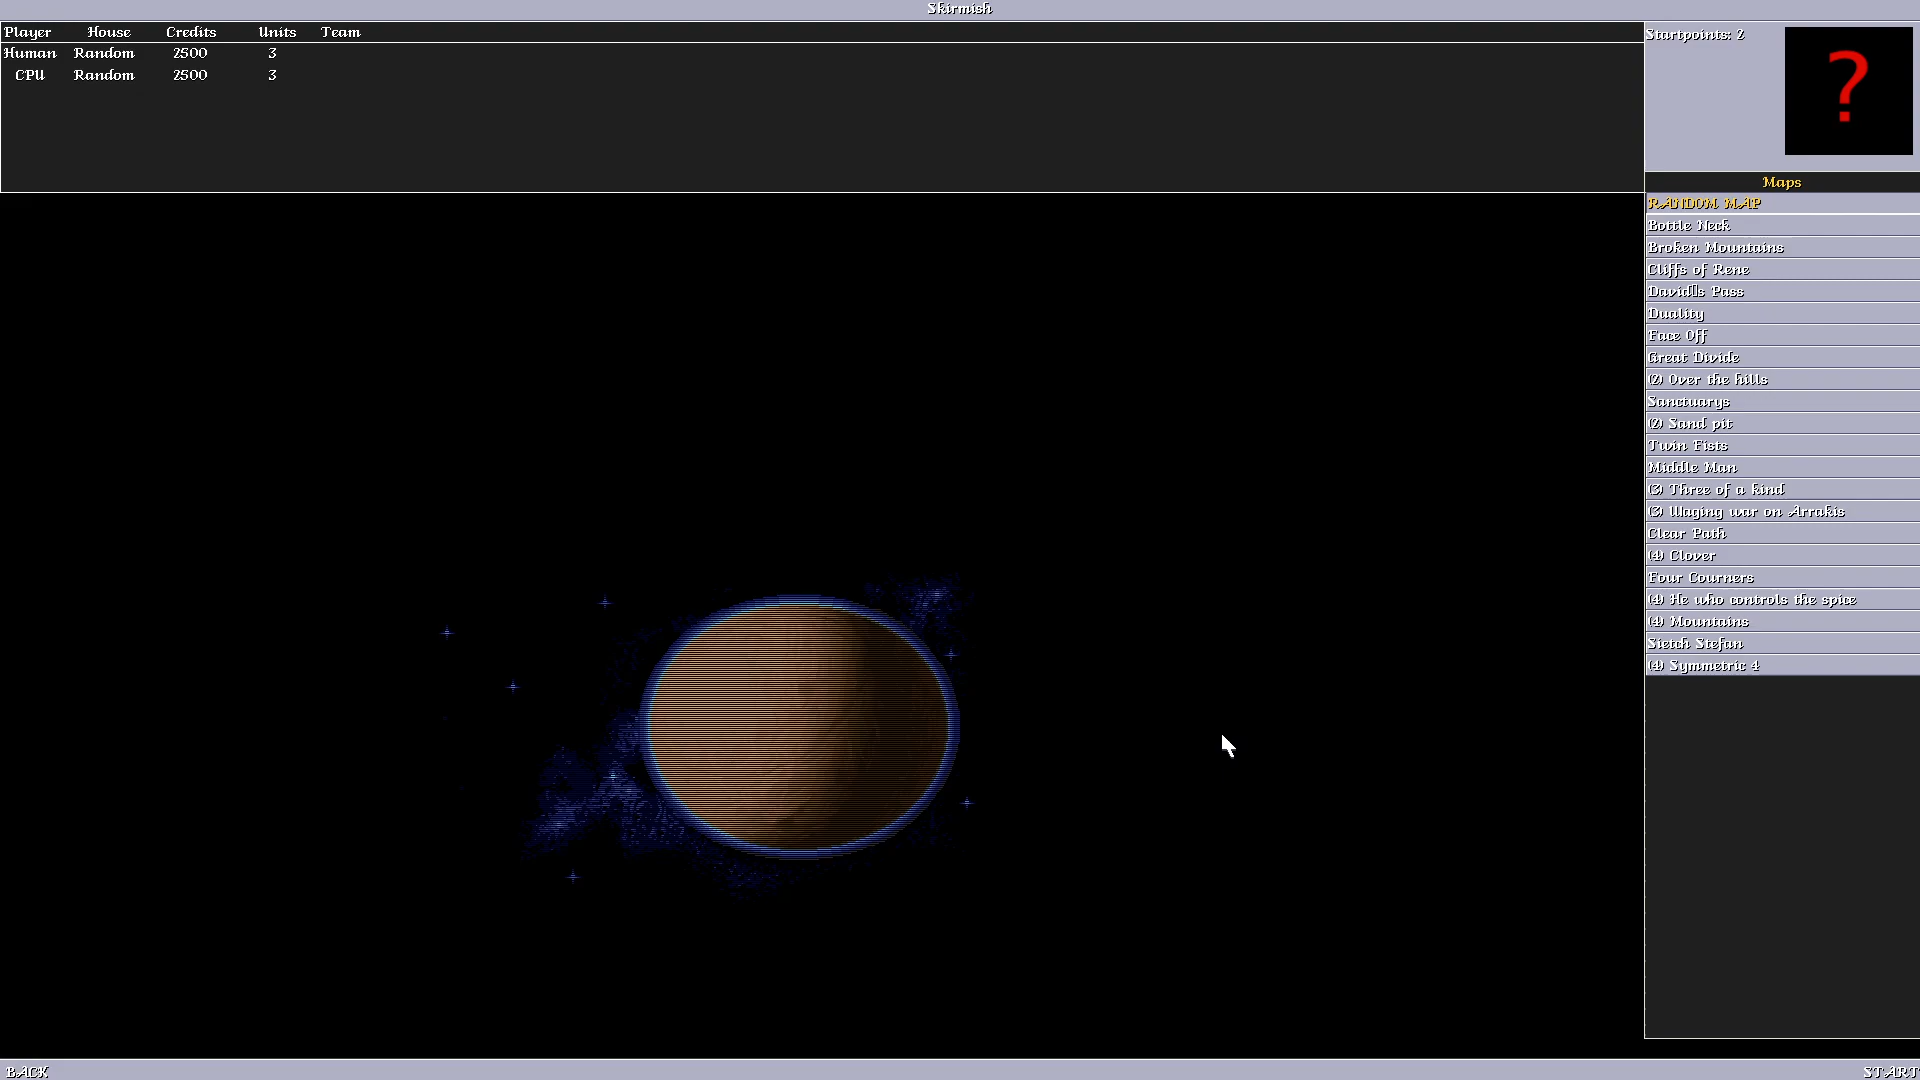 Skirmish
Player House Credits Units Team
Human Random 2500 3
CPU Random 2500 3
Startpoints: 2
?
Maps
RANDOM MAP
Bottle Neck
Broken Mountains
Cliffs of Rene
David▯s Pass
Duality
Face Off
Great Divide
(2) Over the hills
Sanctuarys
(2) Sand pit
Twin Fists
Middle Man
(3) Three of a kind
(3) Waging war on Arrakis
Clear Path
(4) Clover
Four Courners
(4) He who controls the spice
(4) Mountains
Sietch Stefan
(4) Symmetric 4
BACK
START